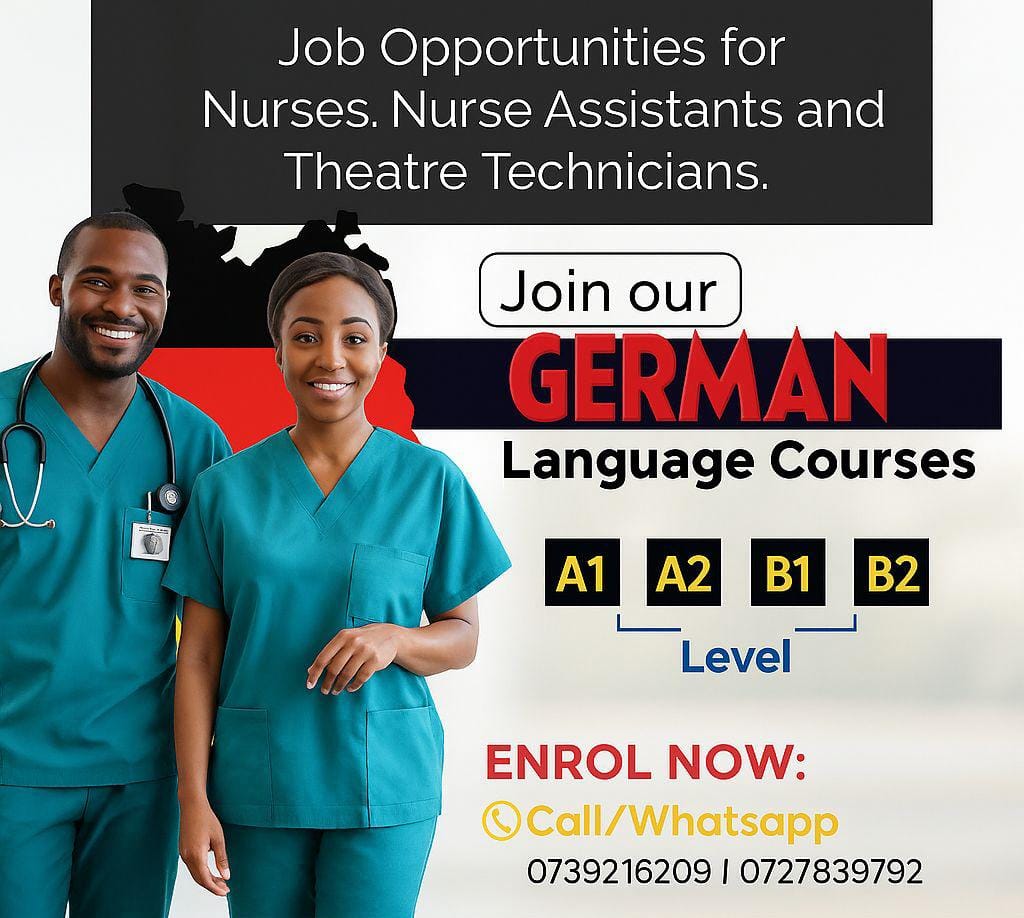 Job Opportunities for
Nurses. Nurse Assistants and
Theatre Technicians.
Join our
GERMAN
Language Courses
A1 A2 B1 B2
Level
ENROL NOW:
Call/Whatsapp
0739216209 | 0727839792